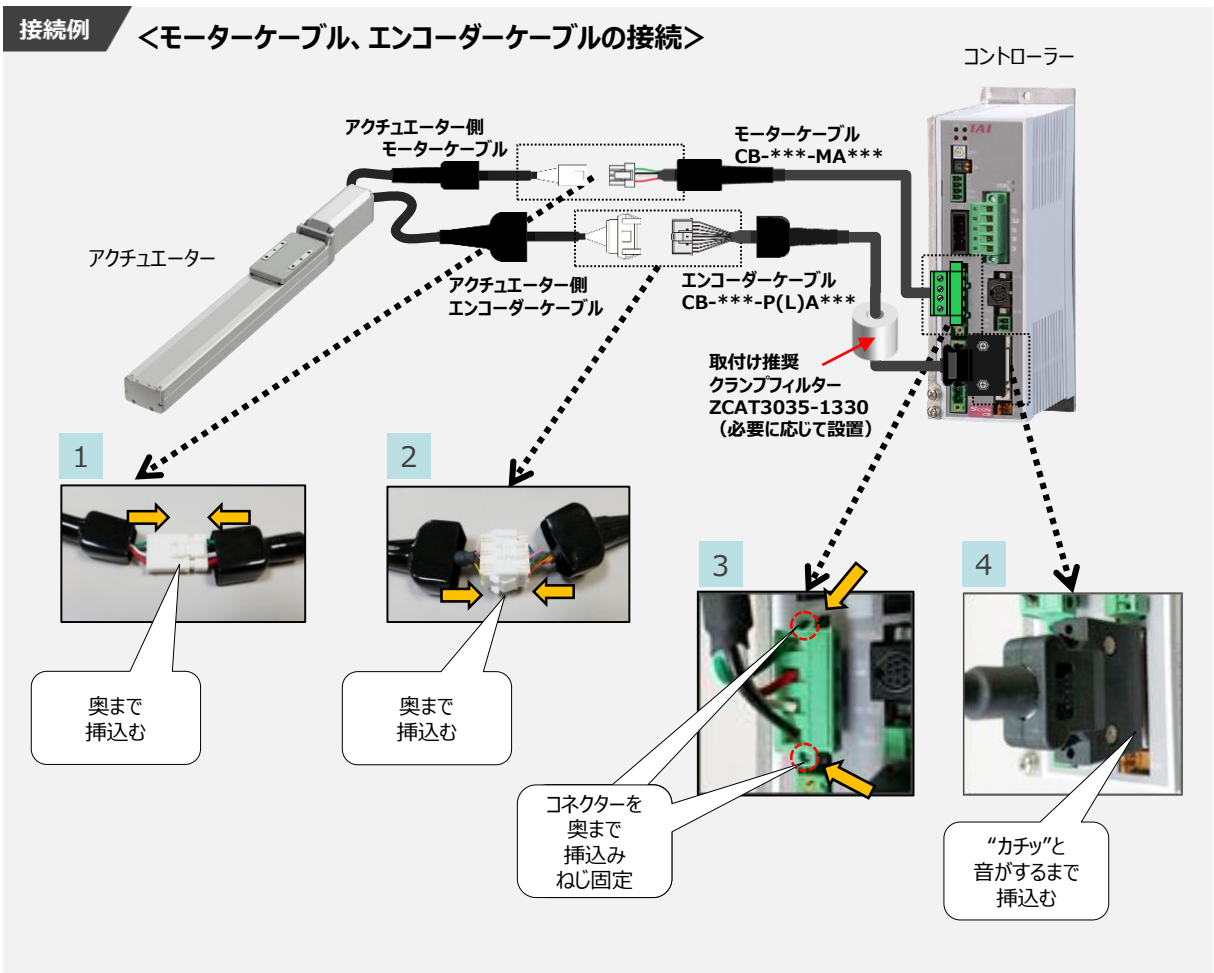 接続例
＜モーターケーブル、エンコーダーケーブルの接続＞
コントローラー
アクチュエーター側
モーターケーブル
モーターケーブル
CB-***-MA***
IAI
アクチュエーター
アクチュエーター側
エンコーダーケーブル
エンコーダーケーブル
CB-***-P(L)A***
取付け推奨
クランプフィルター
ZCAT3035-1330
（必要に応じて設置）
SCON
CB
1
2
3
4
奥まで
挿込む
奥まで
挿込む
コネクターを
奥まで
挿込み
ねじ固定
“カチッ”と
音がするまで
挿込む